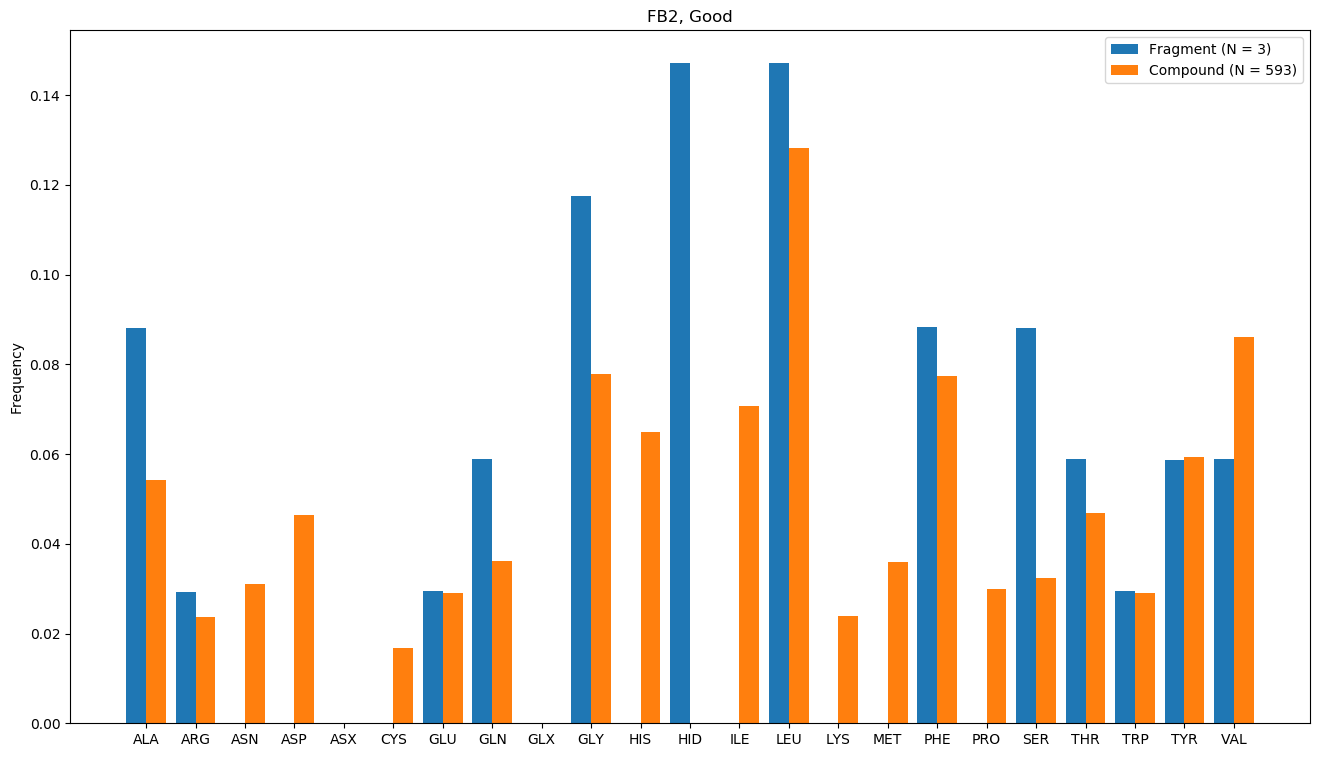 FB2, Good
Fragment (N = 3)
Compound (N = 593)
Frequency
0.14
0.12
0.10
0.08
0.06
0.04
0.02
0.00
ALA ARG ASN ASP ASX CYS GLU GLN GLX GLY HIS HID ILE LEU LYS MET PHE PRO SER THR TRP TYR VAL